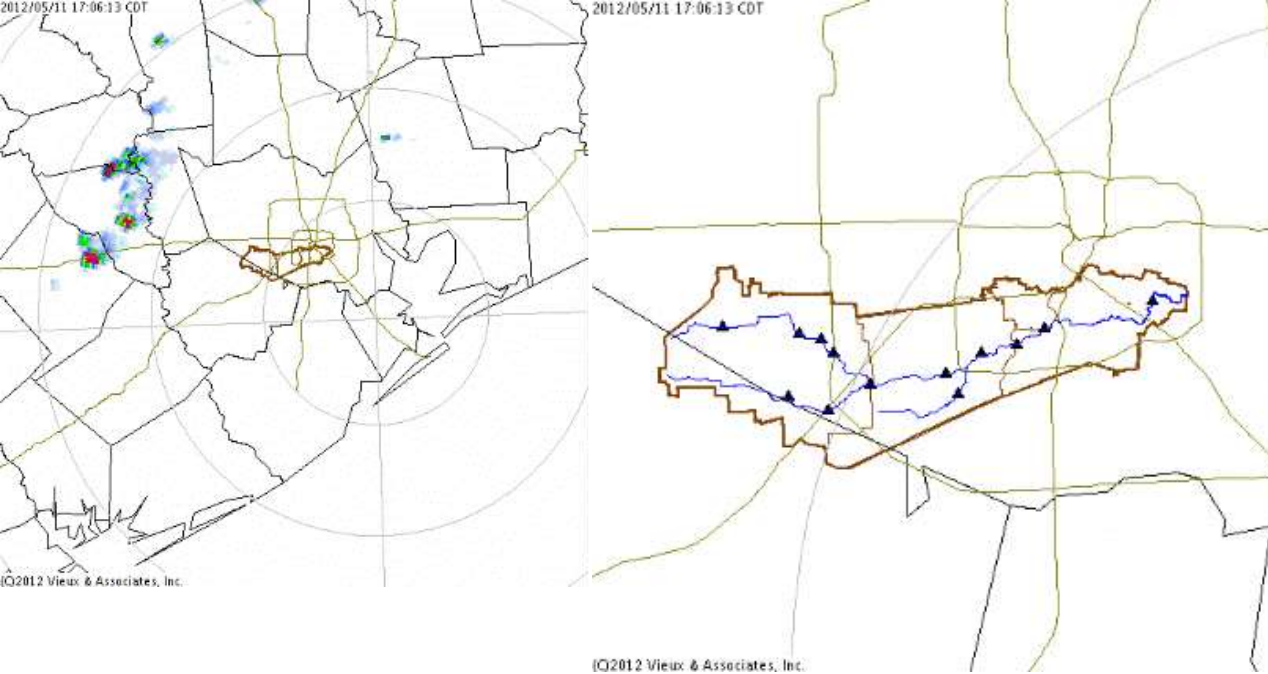 2012/05/11 17:06:13 CDT
2012/05/11 17:06:13 CDT
(C)2012 Vieux & Associates, Inc.
(C)2012 Vieux & Associates, Inc.